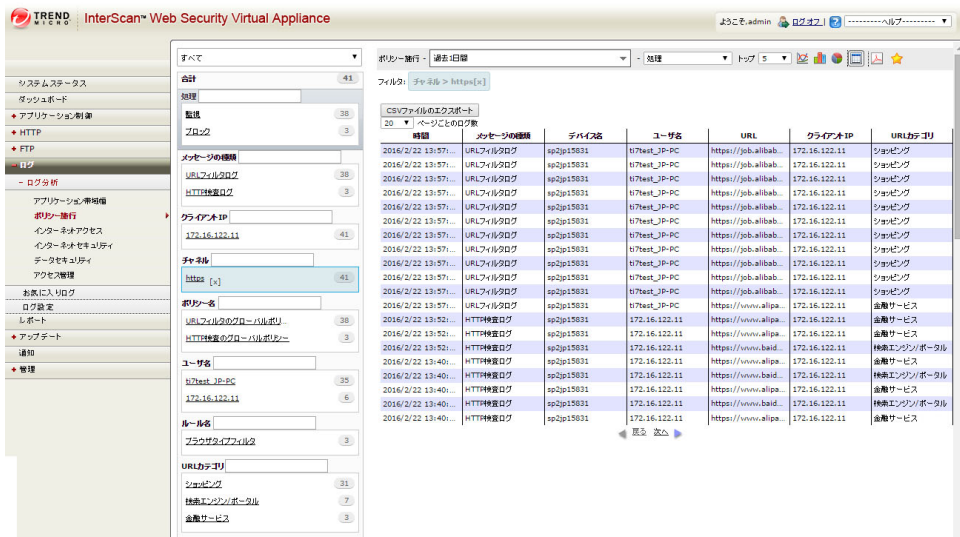 TREND MICRO InterScan™ Web Security Virtual Appliance
ようこそ,admin ログオフ | ? ---------ヘルプ---------
システムステータス
ダッシュボード
アプリケーション制御
HTTP
FTP
ログ
ログ分析
アプリケーション帯域幅
ポリシー施行
インターネットアクセス
インターネットセキュリティ
データセキュリティ
アクセス管理
お気に入りログ
ログ設定
レポート
アップデート
通知
管理
すべて
合計 41
処理
監視 38
ブロック 3
メッセージの種類
URLフィルタログ 38
HTTP検査ログ 3
クライアントIP
172.16.122.11 41
チャネル
https [x] 41
ポリシー名
URLフィルタのグローバルポリ... 38
HTTP検査のグローバルポリシー 3
ユーザ名
ti7test_JP-PC 35
172.16.122.11 6
ルール名
ブラウザタイプフィルタ 3
URLカテゴリ
ショッピング 31
検索エンジン/ポータル 7
金融サービス 3
ポリシー施行 - 過去1日間 - 処理 トップ 5
フィルタ: チャネル > https[x]
CSVファイルのエクスポート
20 ページごとのログ数
時間 メッセージの種類 デバイス名 ユーザ名 URL クライアントIP URLカテゴリ
2016/2/22 13:57:... URLフィルタログ sp2jp15831 ti7test_JP-PC https://job.alibab... 172.16.122.11 ショッピング
2016/2/22 13:57:... URLフィルタログ sp2jp15831 ti7test_JP-PC https://job.alibab... 172.16.122.11 ショッピング
2016/2/22 13:57:... URLフィルタログ sp2jp15831 ti7test_JP-PC https://job.alibab... 172.16.122.11 ショッピング
2016/2/22 13:57:... URLフィルタログ sp2jp15831 ti7test_JP-PC https://job.alibab... 172.16.122.11 ショッピング
2016/2/22 13:57:... URLフィルタログ sp2jp15831 ti7test_JP-PC https://job.alibab... 172.16.122.11 ショッピング
2016/2/22 13:57:... URLフィルタログ sp2jp15831 ti7test_JP-PC https://job.alibab... 172.16.122.11 ショッピング
2016/2/22 13:57:... URLフィルタログ sp2jp15831 ti7test_JP-PC https://job.alibab... 172.16.122.11 ショッピング
2016/2/22 13:57:... URLフィルタログ sp2jp15831 ti7test_JP-PC https://job.alibab... 172.16.122.11 ショッピング
2016/2/22 13:57:... URLフィルタログ sp2jp15831 ti7test_JP-PC https://job.alibab... 172.16.122.11 ショッピング
2016/2/22 13:57:... URLフィルタログ sp2jp15831 ti7test_JP-PC https://job.alibab... 172.16.122.11 ショッピング
2016/2/22 13:57:... URLフィルタログ sp2jp15831 ti7test_JP-PC https://job.alibab... 172.16.122.11 ショッピング
2016/2/22 13:57:... URLフィルタログ sp2jp15831 ti7test_JP-PC https://www.alipa... 172.16.122.11 金融サービス
2016/2/22 13:52:... HTTP検査ログ sp2jp15831 172.16.122.11 https://www.alipa... 172.16.122.11 金融サービス
2016/2/22 13:52:... HTTP検査ログ sp2jp15831 172.16.122.11 https://www.baid... 172.16.122.11 検索エンジン/ポータル
2016/2/22 13:40:... HTTP検査ログ sp2jp15831 172.16.122.11 https://www.alipa... 172.16.122.11 金融サービス
2016/2/22 13:40:... HTTP検査ログ sp2jp15831 172.16.122.11 https://www.baid... 172.16.122.11 検索エンジン/ポータル
2016/2/22 13:40:... HTTP検査ログ sp2jp15831 172.16.122.11 https://www.alipa... 172.16.122.11 金融サービス
2016/2/22 13:40:... HTTP検査ログ sp2jp15831 172.16.122.11 https://www.baid... 172.16.122.11 検索エンジン/ポータル
2016/2/22 13:40:... HTTP検査ログ sp2jp15831 172.16.122.11 https://www.alipa... 172.16.122.11 金融サービス
戻る 次へ